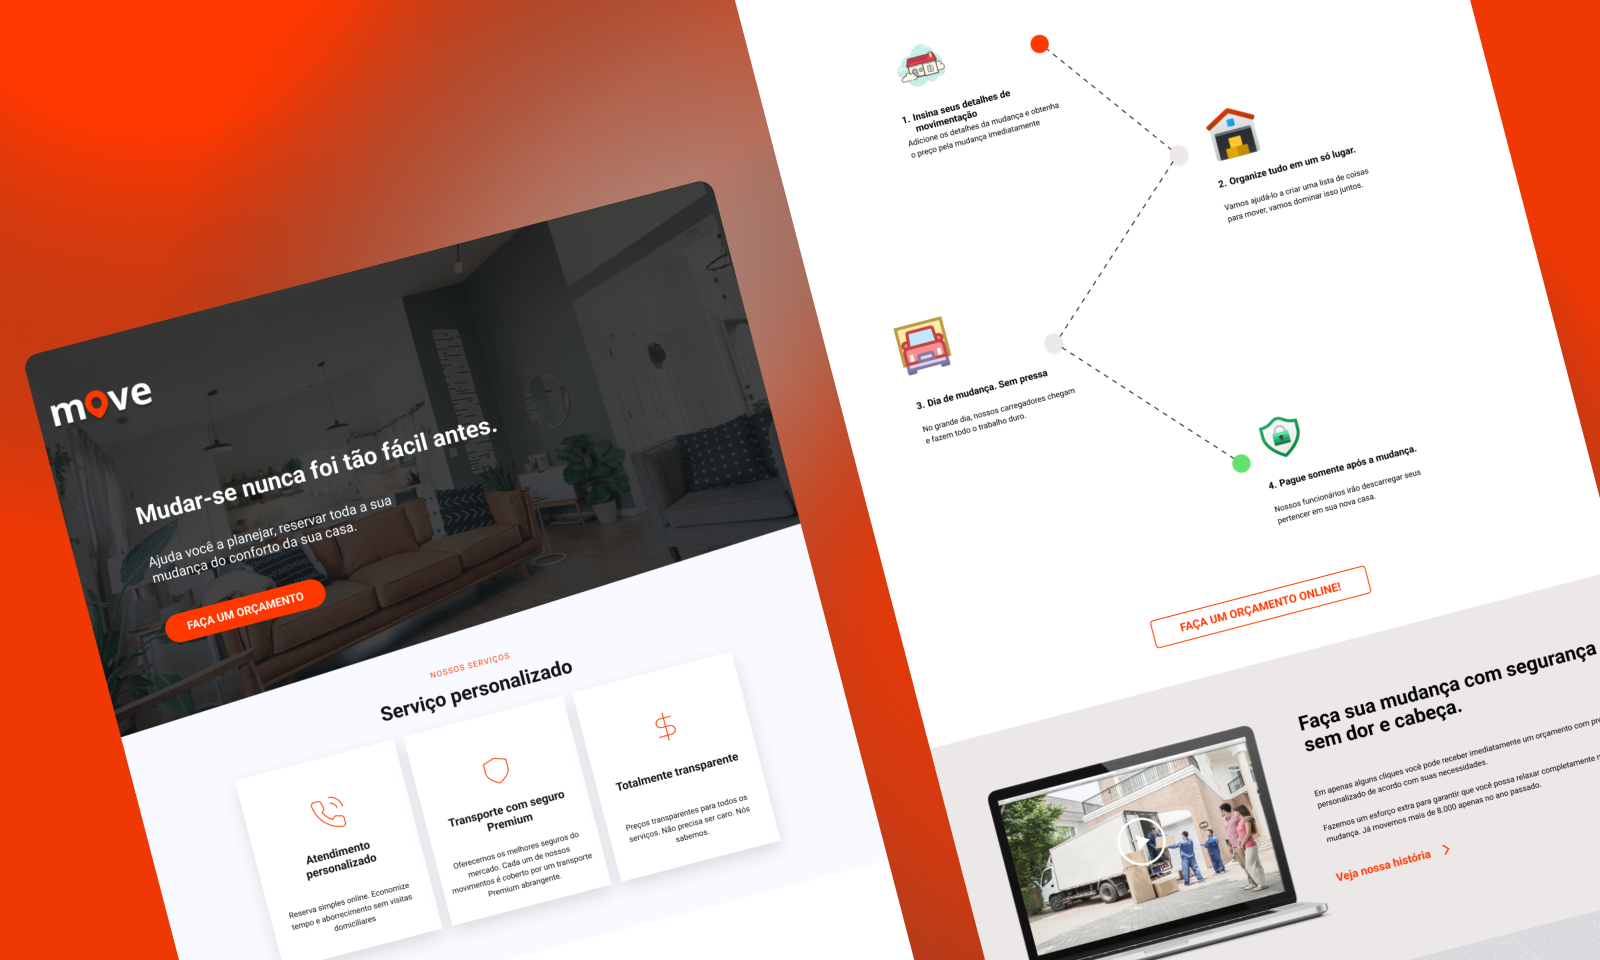 move
Mudar-se nunca foi tão fácil antes.
Ajuda você a planejar, reservar toda a sua
mudança do conforto da sua casa.
FAÇA UM ORÇAMENTO
NOSSOS SERVIÇOS
Serviço personalizado
Atendimento
personalizado
Reserva simples online. Economize
tempo e aborrecimento sem visitas
domiciliares
Transporte com seguro
Premium
Oferecemos os melhores seguros do
mercado. Cada um de nossos
movimentos é coberto por um transporte
Premium abrangente.
Totalmente transparente
Preços transparentes para todos os
serviços. Não precisa ser caro. Nós
sabemos.
1. Insina seus detalhes de
movimentação
Adicione os detalhes da mudança e obtenha
o preço pela mudança imediatamente
2. Organize tudo em um só lugar.
Vamos ajudá-lo a criar uma lista de coisas
para mover, vamos dominar isso juntos.
3. Dia de mudança. Sem pressa
No grande dia, nossos carregadores chegam
e fazem todo o trabalho duro.
4. Pague somente após a mudança.
Nossos funcionários irão descarregar seus
pertencer em sua nova casa.
FAÇA UM ORÇAMENTO ONLINE!
Faça sua mudança com segurança
sem dor e cabeça.
Em apenas alguns cliques você pode receber imediatamente um orçamento com
personalizado de acordo com suas necessidades.
Fazemos um esforço extra para garantir que você possa relaxar completamente
mudança. Já movemos mais de 8.000 apenas no ano passado.
Veja nossa história